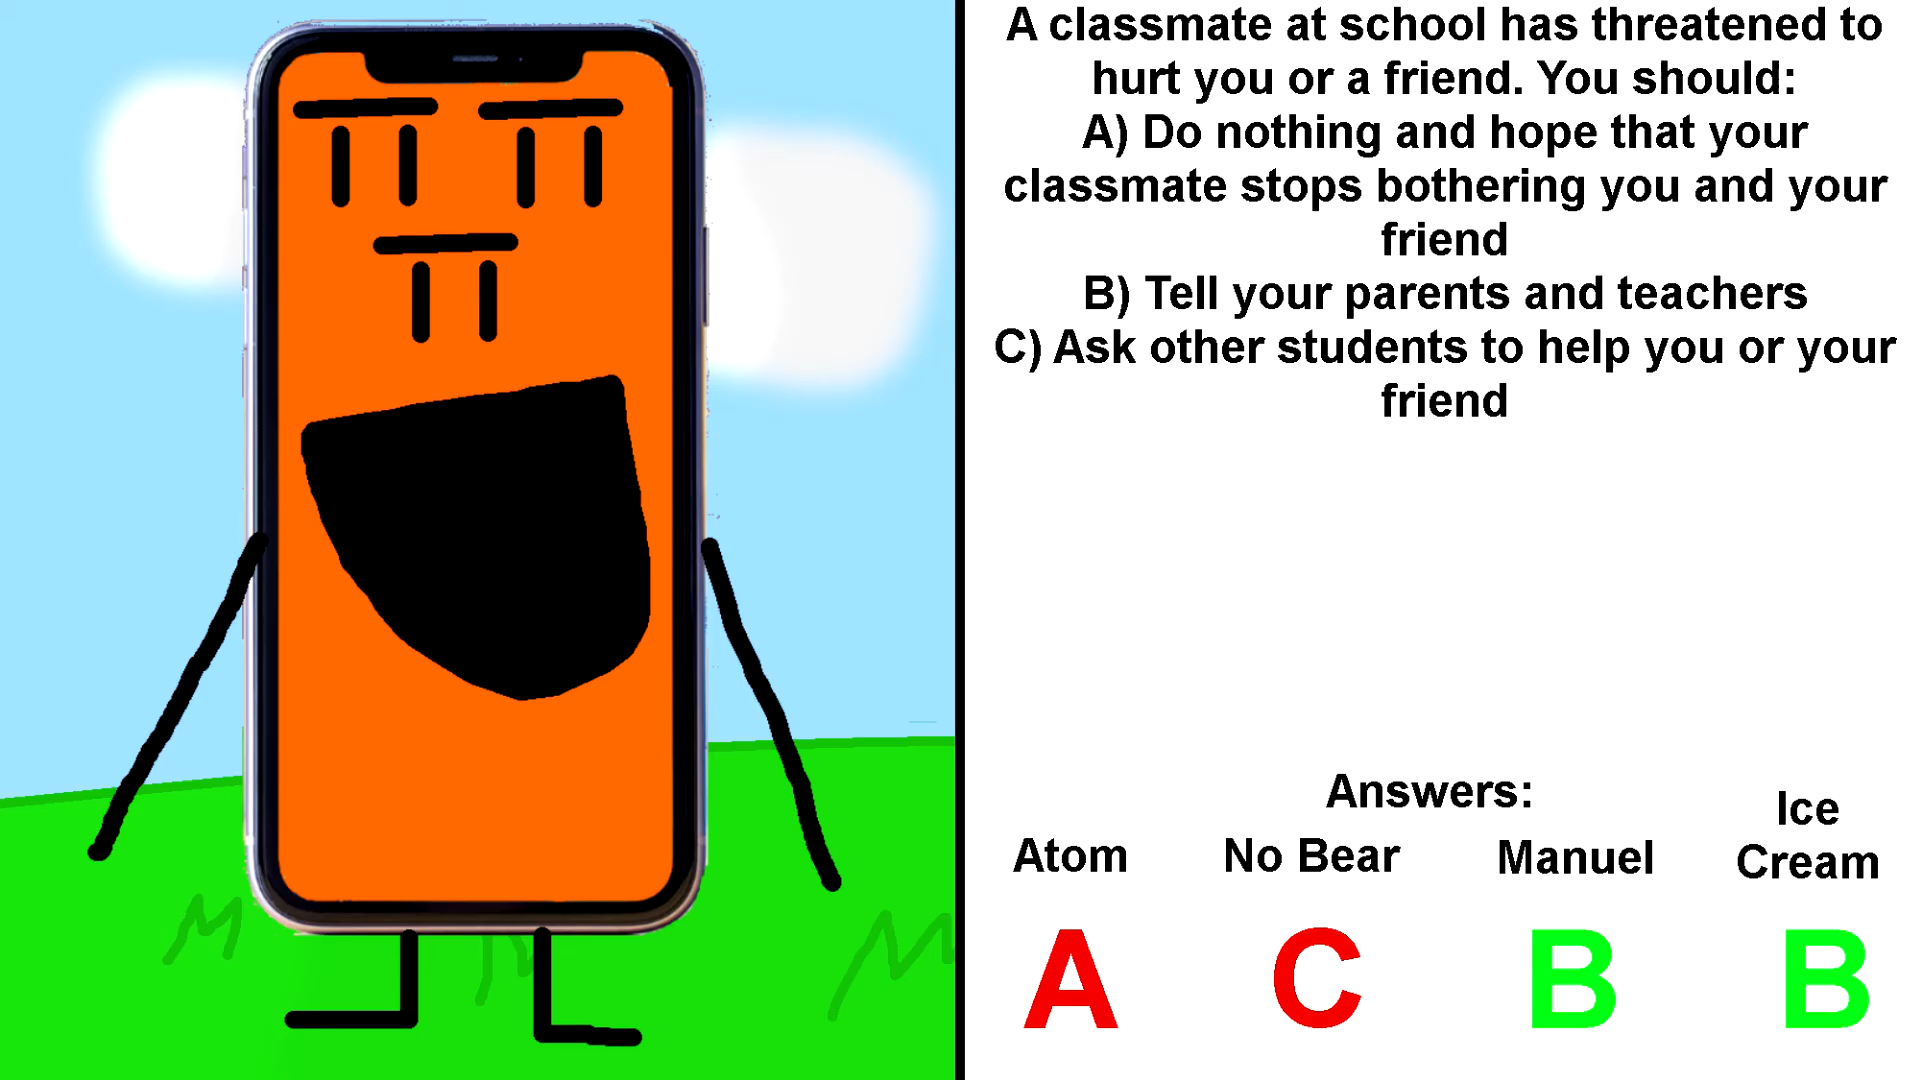 A classmate at school has threatened to
hurt you or a friend. You should:
A) Do nothing and hope that your
classmate stops bothering you and your
friend
B) Tell your parents and teachers
C) Ask other students to help you or your
friend
Answers:
Atom
No Bear
Manuel
Ice
Cream
A
C
B
B